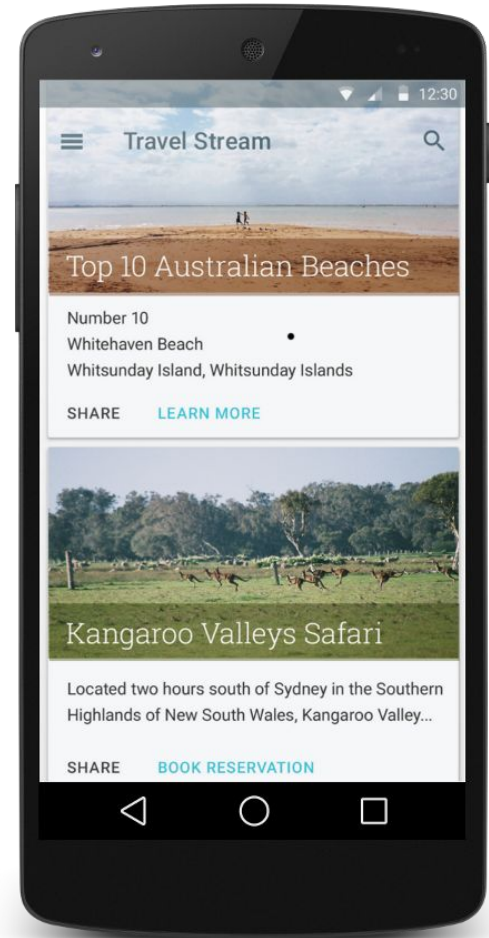 12:30
Travel Stream
Top 10 Australian Beaches
Number 10
Whitehaven Beach
Whitsunday Island, Whitsunday Islands
SHARE LEARN MORE
Kangaroo Valleys Safari
Located two hours south of Sydney in the Southern
Highlands of New South Wales, Kangaroo Valley...
SHARE BOOK RESERVATION